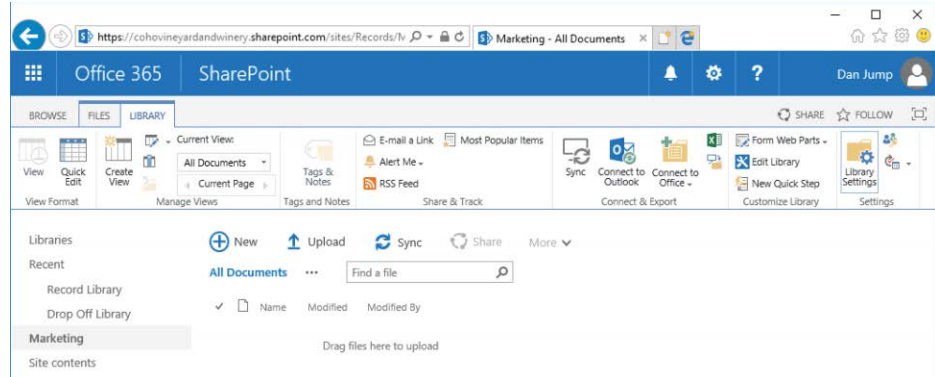 https://cohovineyardandwinery.sharepoint.com/sites/Records/ Marketing - All Documents
Office 365 SharePoint ? Dan Jump
BROWSE FILES LIBRARY SHARE FOLLOW
View Quick Edit Create View Current View: All Documents Current Page Tags & Notes E-mail a Link Most Popular Items Alert Me RSS Feed Sync Connect to Outlook Connect to Office Form Web Parts Edit Library New Quick Step Library Settings
View Format Manage Views Tags and Notes Share & Track Connect & Export Customize Library Settings
Libraries
Recent
Record Library
Drop Off Library
Marketing
Site contents
New Upload Sync Share More
All Documents ... Find a file
Name Modified Modified By
Drag files here to upload